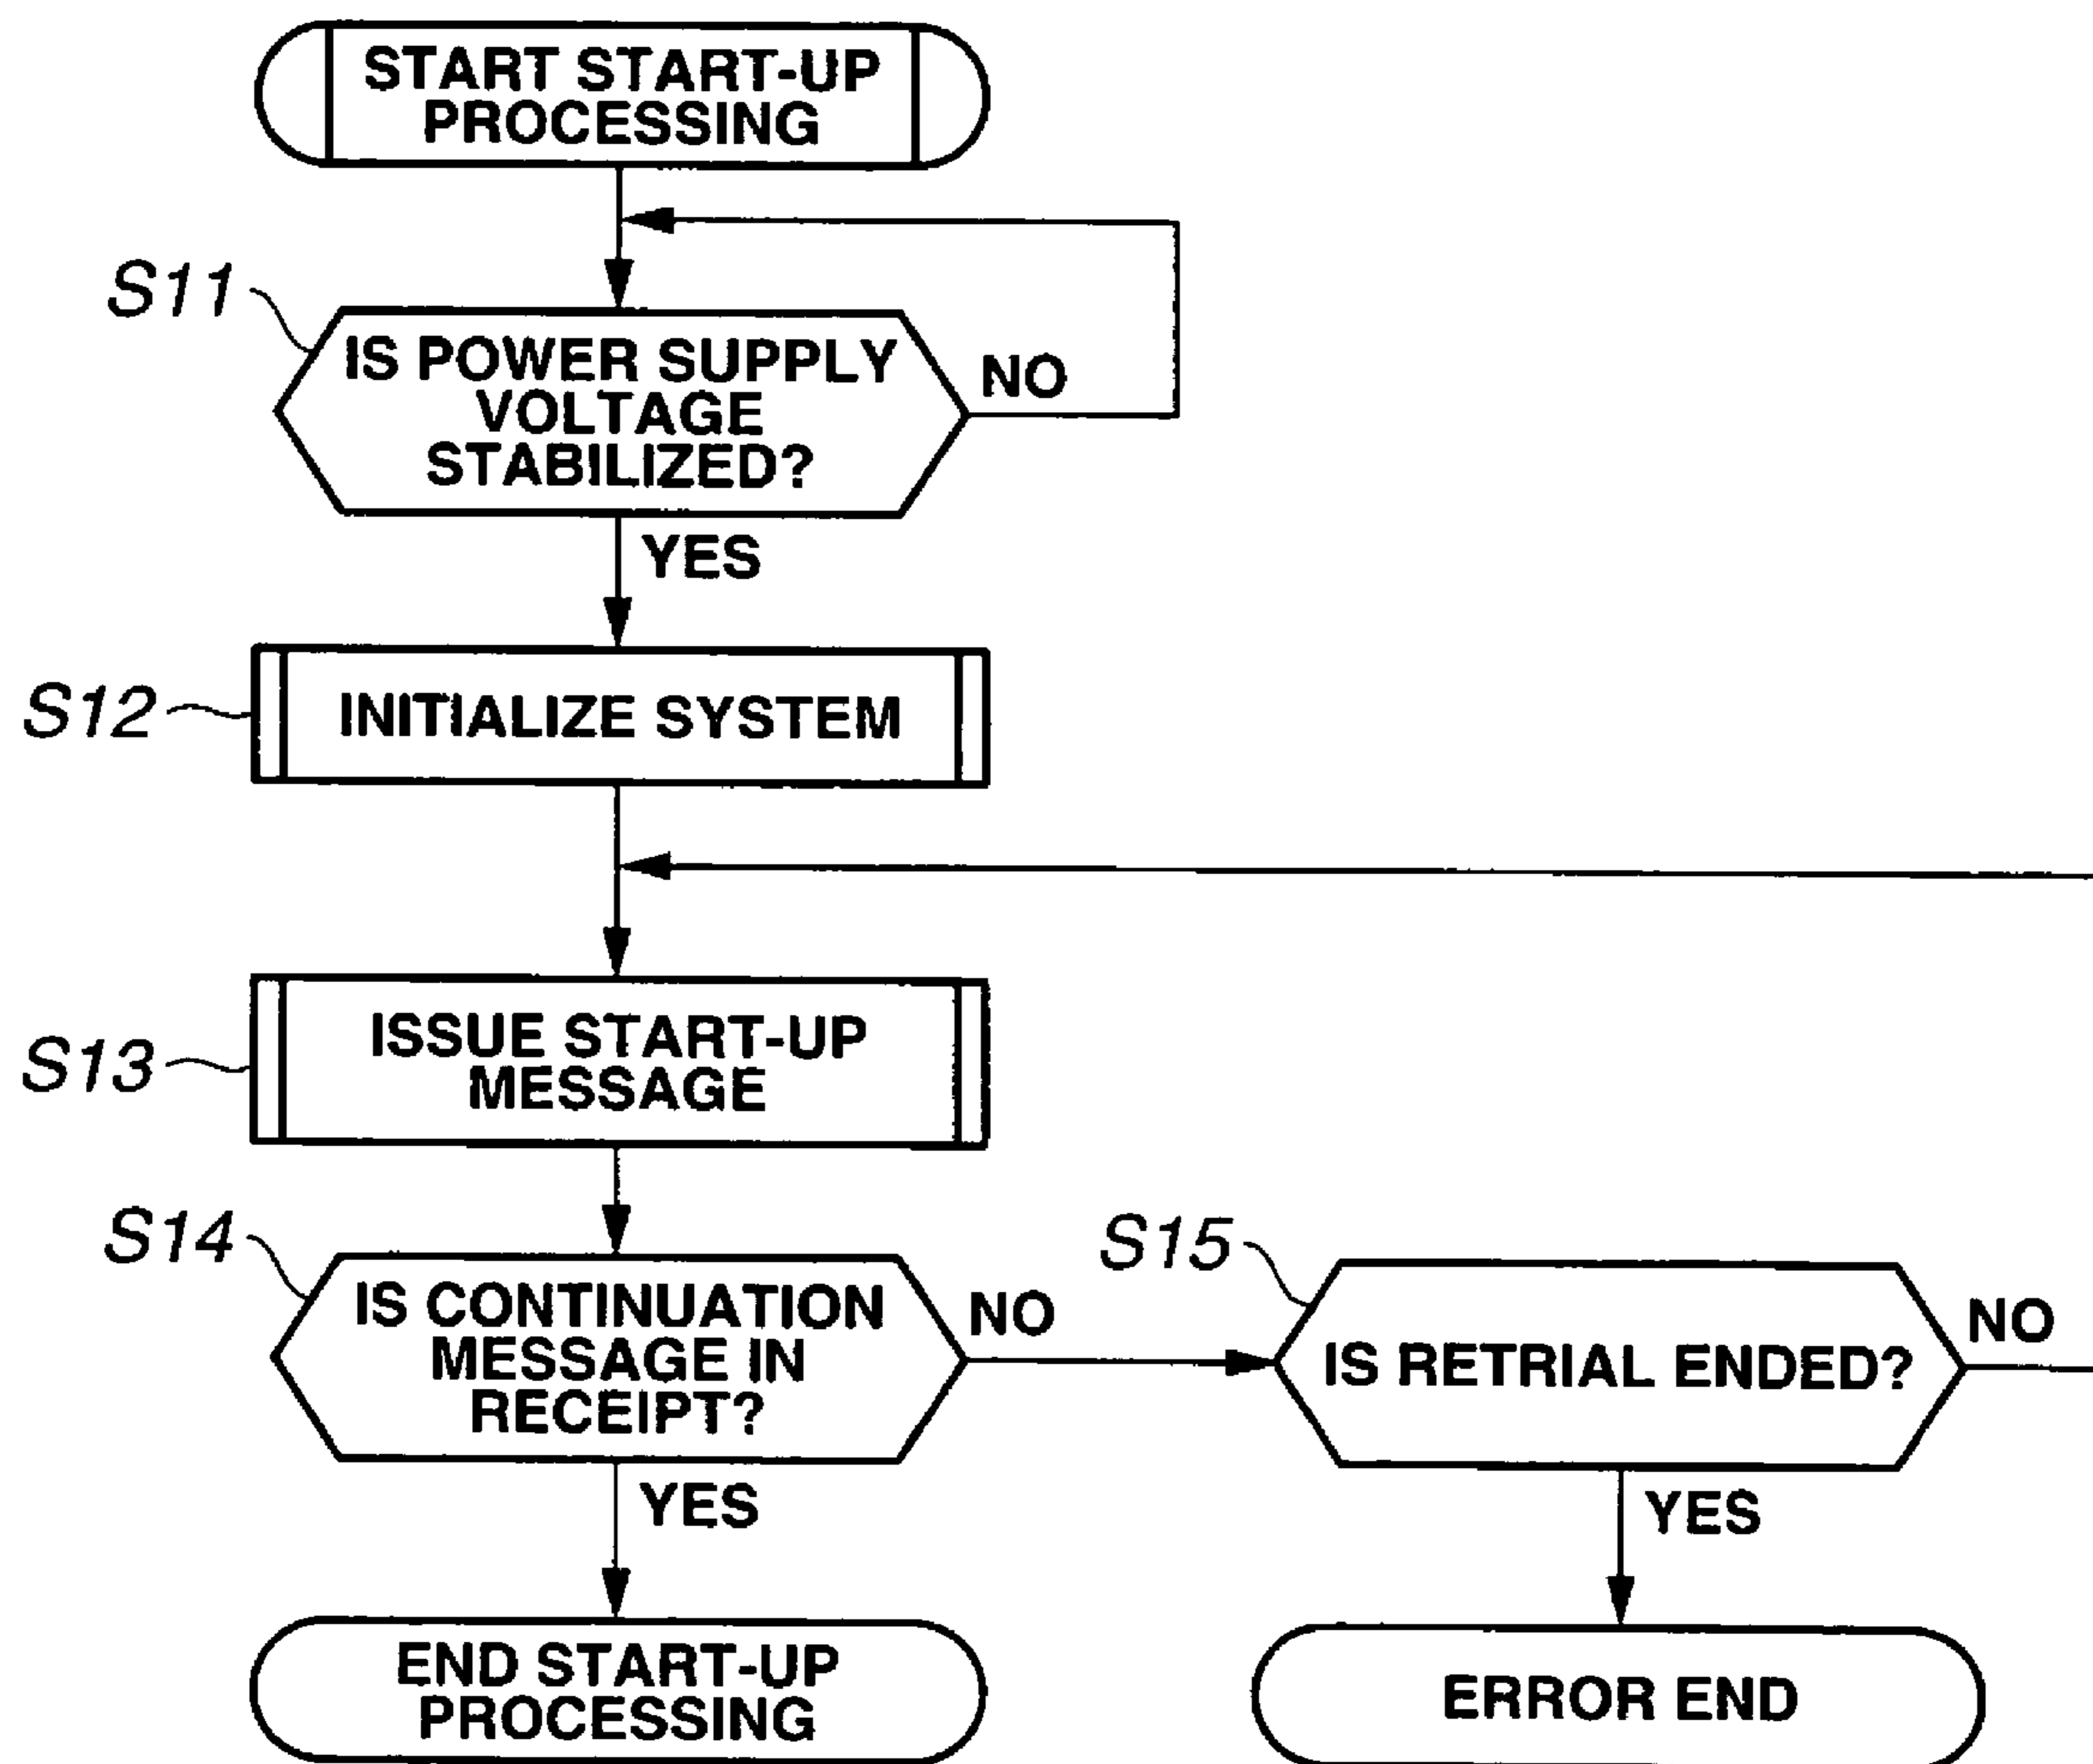 START START-UP
PROCESSING
S11
IS POWER SUPPLY
VOLTAGE
STABILIZED?
NO
YES
S12
INITIALIZE SYSTEM
S13
ISSUE START-UP
MESSAGE
S14
IS CONTINUATION
MESSAGE IN
RECEIPT?
NO
YES
S15
IS RETRIAL ENDED?
NO
YES
END START-UP
PROCESSING
ERROR END